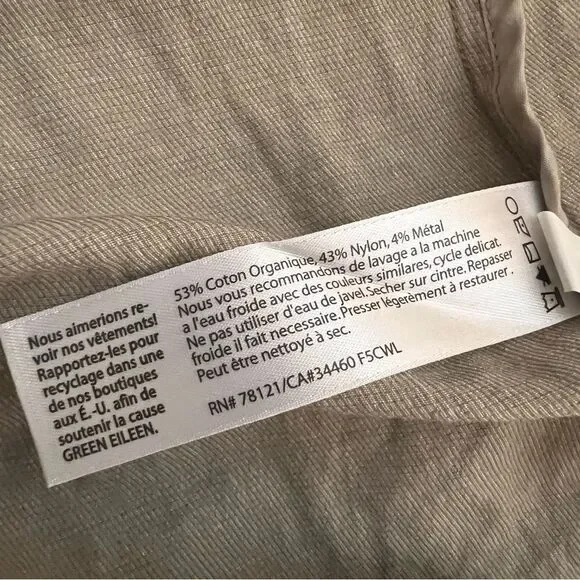 Nous aimerions re-
voir nos vêtements!
Rapportez-les pour
recyclage dans une
de nos boutiques
aux É.-U. afin de
soutenir la cause
GREEN EILEEN.
53% Coton Organique, 43% Nylon, 4% Métal
Nous vous recommandons de lavage a la machine
a l'eau froide avec des couleurs similares, cycle delicat.
Ne pas utiliser d'eau de javel. Secher sur cintre. Repasser
froide il fait necessaire. Presser légèrement à restaurer.
Peut être nettoyé à sec.
RN# 78121/CA#34460 F5CWL